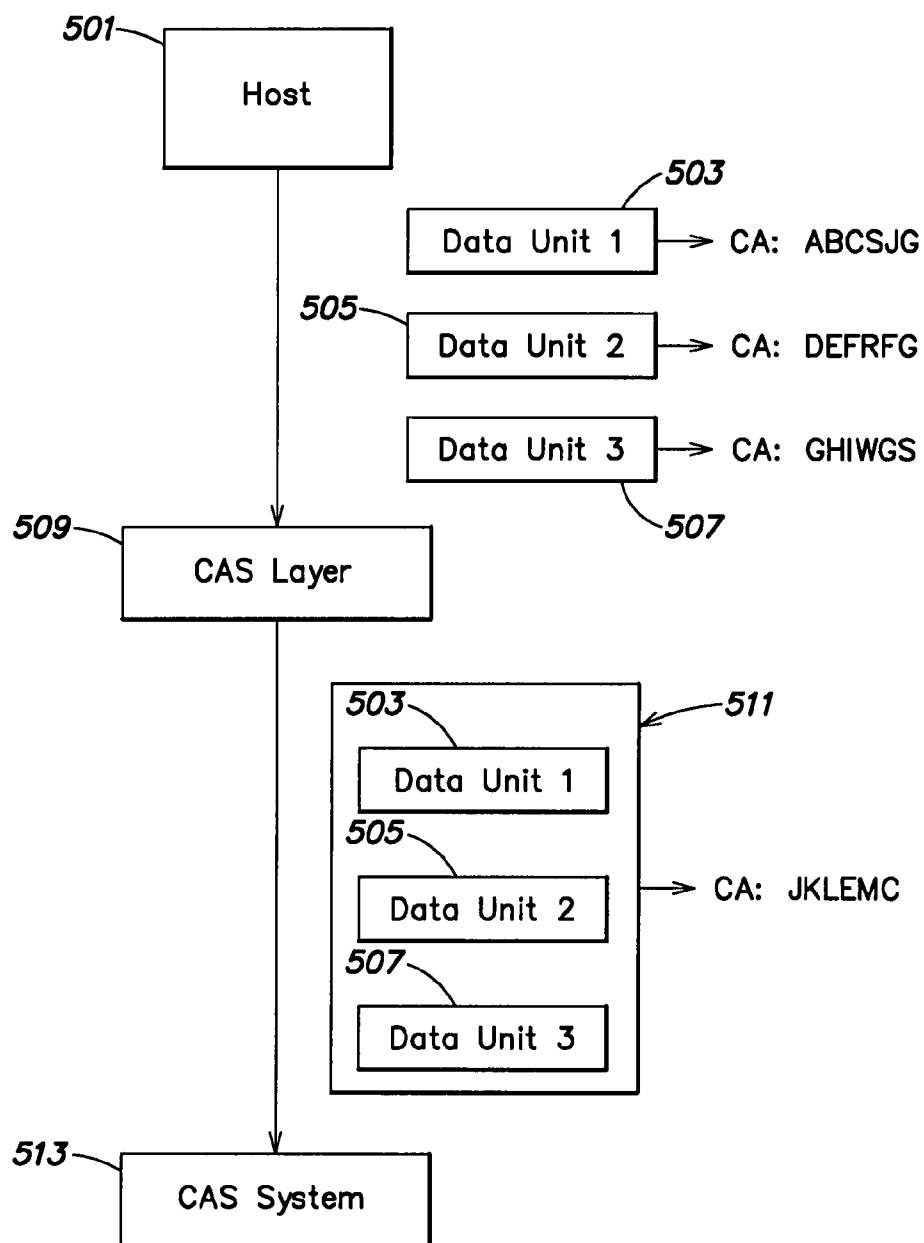 501
Host
503
Data Unit 1
CA: ABCSJG
505
Data Unit 2
CA: DEFRFG
Data Unit 3
CA: GHIWGS
507
509
CAS Layer
503
511
Data Unit 1
505
Data Unit 2
CA: JKLEMC
507
Data Unit 3
513
CAS System